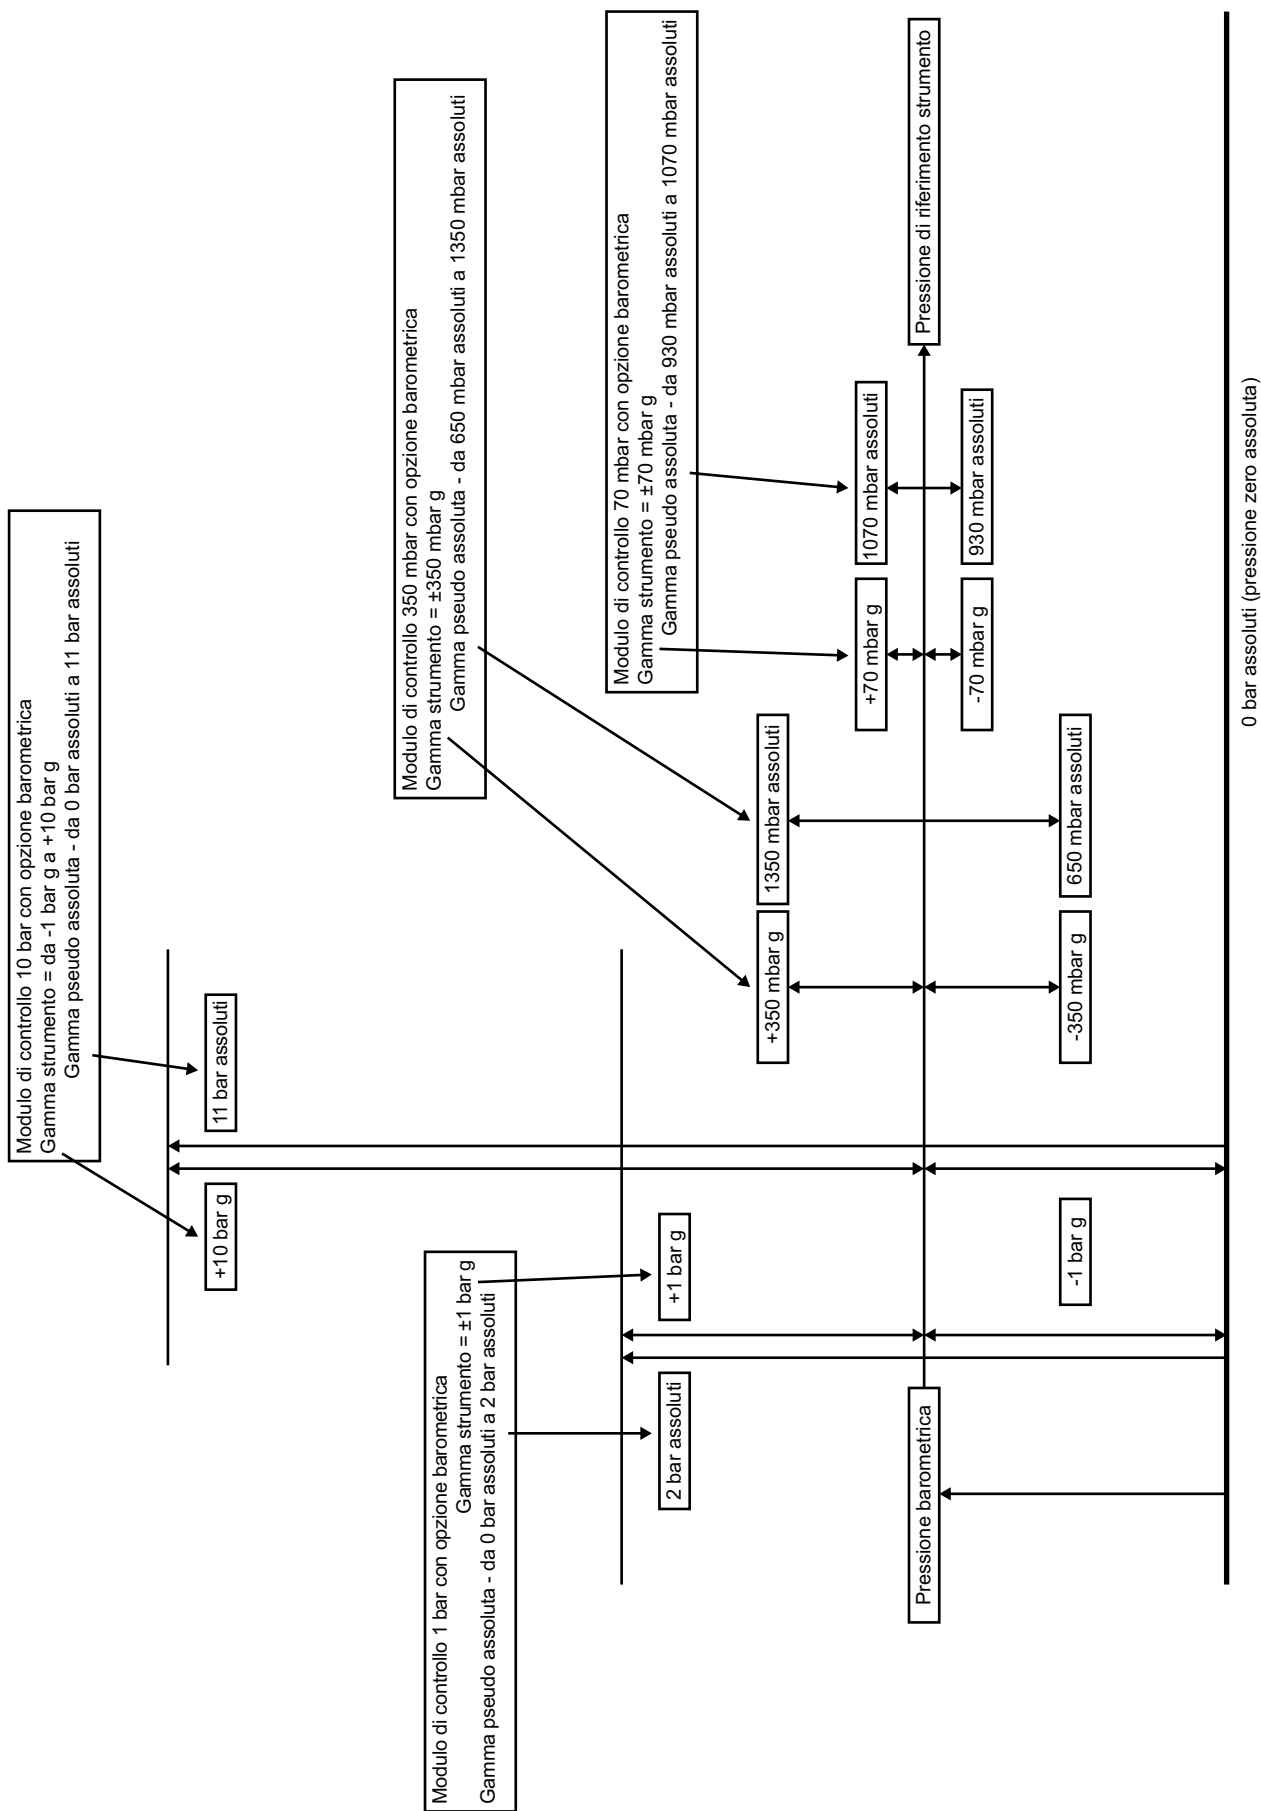 Modulo di controllo 10 bar con opzione barometrica
Gamma strumento = da -1 bar g a +10 bar g
Gamma pseudo assoluta - da 0 bar assoluti a 11 bar assoluti
+10 bar g
11 bar assoluti
Modulo di controllo 350 mbar con opzione barometrica
Gamma strumento = ±350 mbar g
Gamma pseudo assoluta - da 650 mbar assoluti a 1350 mbar assoluti
Modulo di controllo 1 bar con opzione barometrica
Gamma strumento = ±1 bar g
Gamma pseudo assoluta - da 0 bar assoluti a 2 bar assoluti
Modulo di controllo 70 mbar con opzione barometrica
Gamma strumento = ±70 mbar g
Gamma pseudo assoluta - da 930 mbar assoluti a 1070 mbar assoluti
2 bar assoluti
+1 bar g
+350 mbar g
1350 mbar assoluti
+70 mbar g
1070 mbar assoluti
Pressione barometrica
Pressione di riferimento strumento
-70 mbar g
930 mbar assoluti
-1 bar g
-350 mbar g
650 mbar assoluti
0 bar assoluti (pressione zero assoluta)